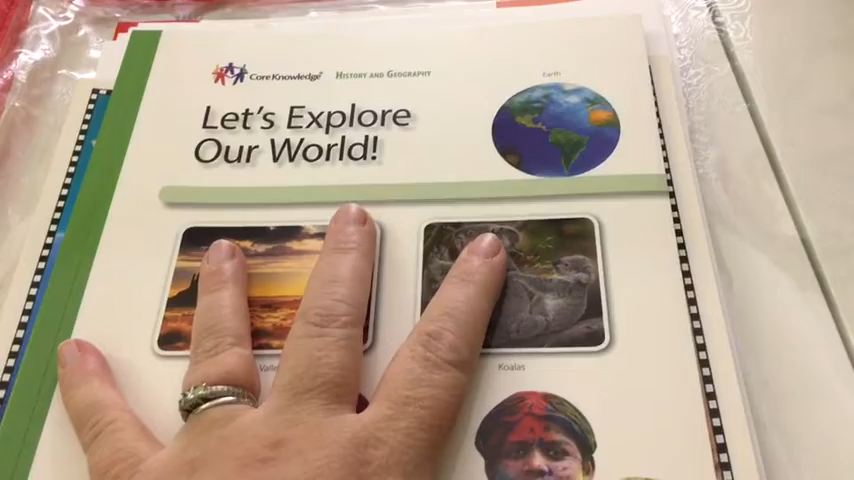 Core Knowledge
HISTORY AND GEOGRAPHY
Earth
Let's Explore
Our World!
Koalas